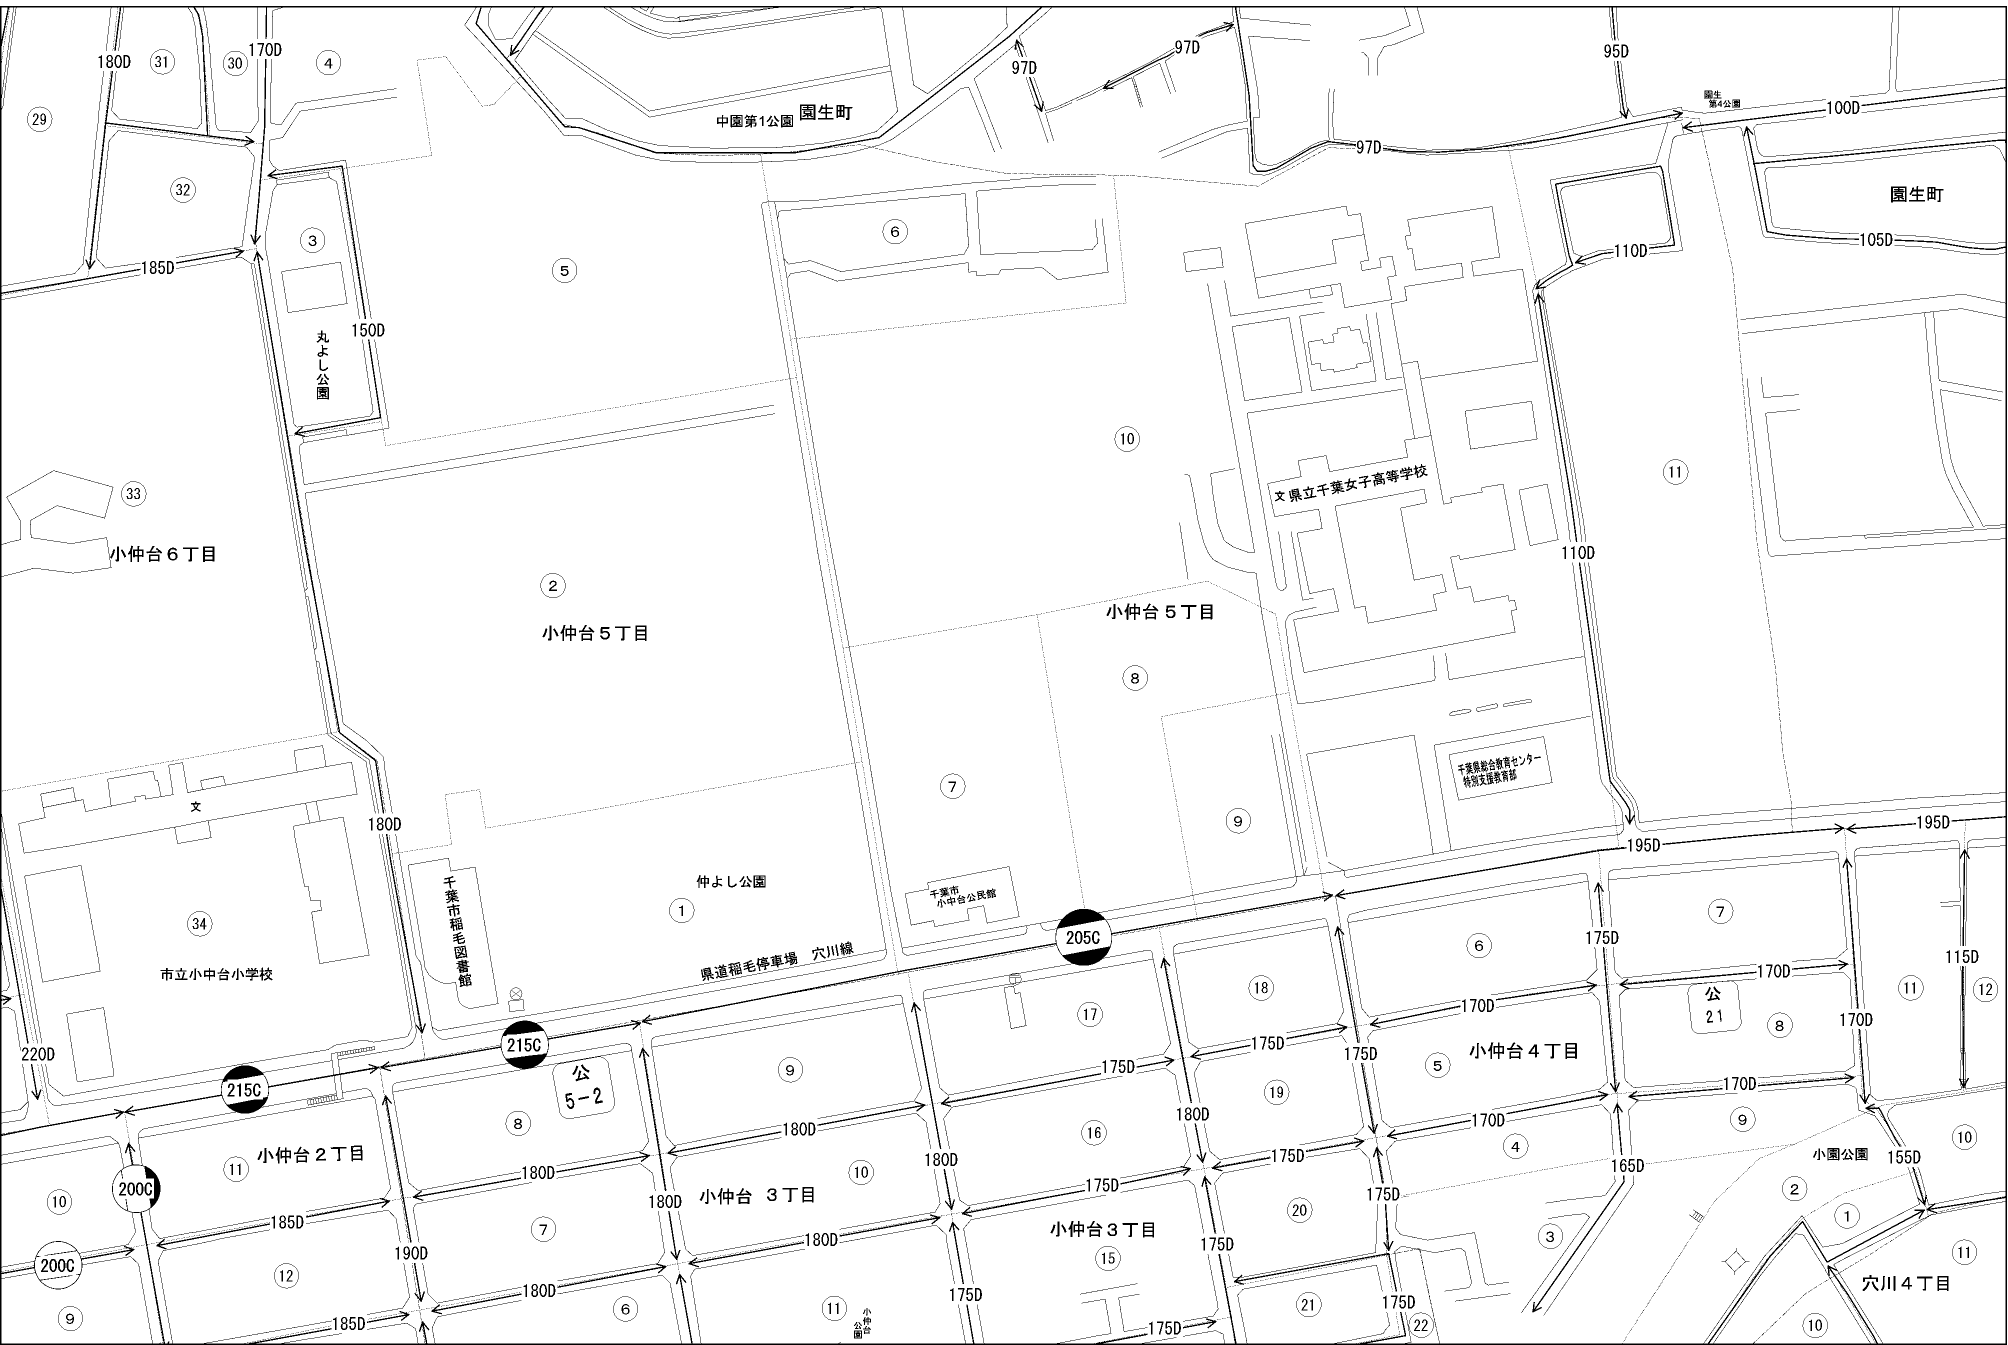 180D
31
30
170D
4
29
32
3
185D
150D
丸よし公園
5
中園第1公園
園生町
97D
97D
97D
95D
園生
第4公園
100D
園生町
105D
110D
6
10
文 県立千葉女子高等学校
11
110D
33
小仲台６丁目
2
小仲台５丁目
小仲台５丁目
8
7
9
千葉県総合教育センター
特別支援教育部
文
180D
34
市立小中台小学校
千葉市稲毛図書館
仲よし公園
1
県道稲毛停車場 穴川線
千葉市
小中台公民館
205C
195D
195D
220D
215C
215C
公
5-2
8
9
17
18
6
7
175D
170D
170D
公
21
8
11
12
115D
170D
小仲台４丁目
5
175D
175D
175D
19
180D
16
180D
180D
180D
180D
10
小仲台 ３丁目
小仲台３丁目
15
175D
175D
170D
170D
9
4
165D
175D
20
3
小園公園
155D
10
2
1
11
穴川４丁目
10
小仲台２丁目
11
10
200C
200C
185D
190D
7
12
180D
180D
9
185D
6
11
小仲台
公園
175D
175D
175D
21
175D
22